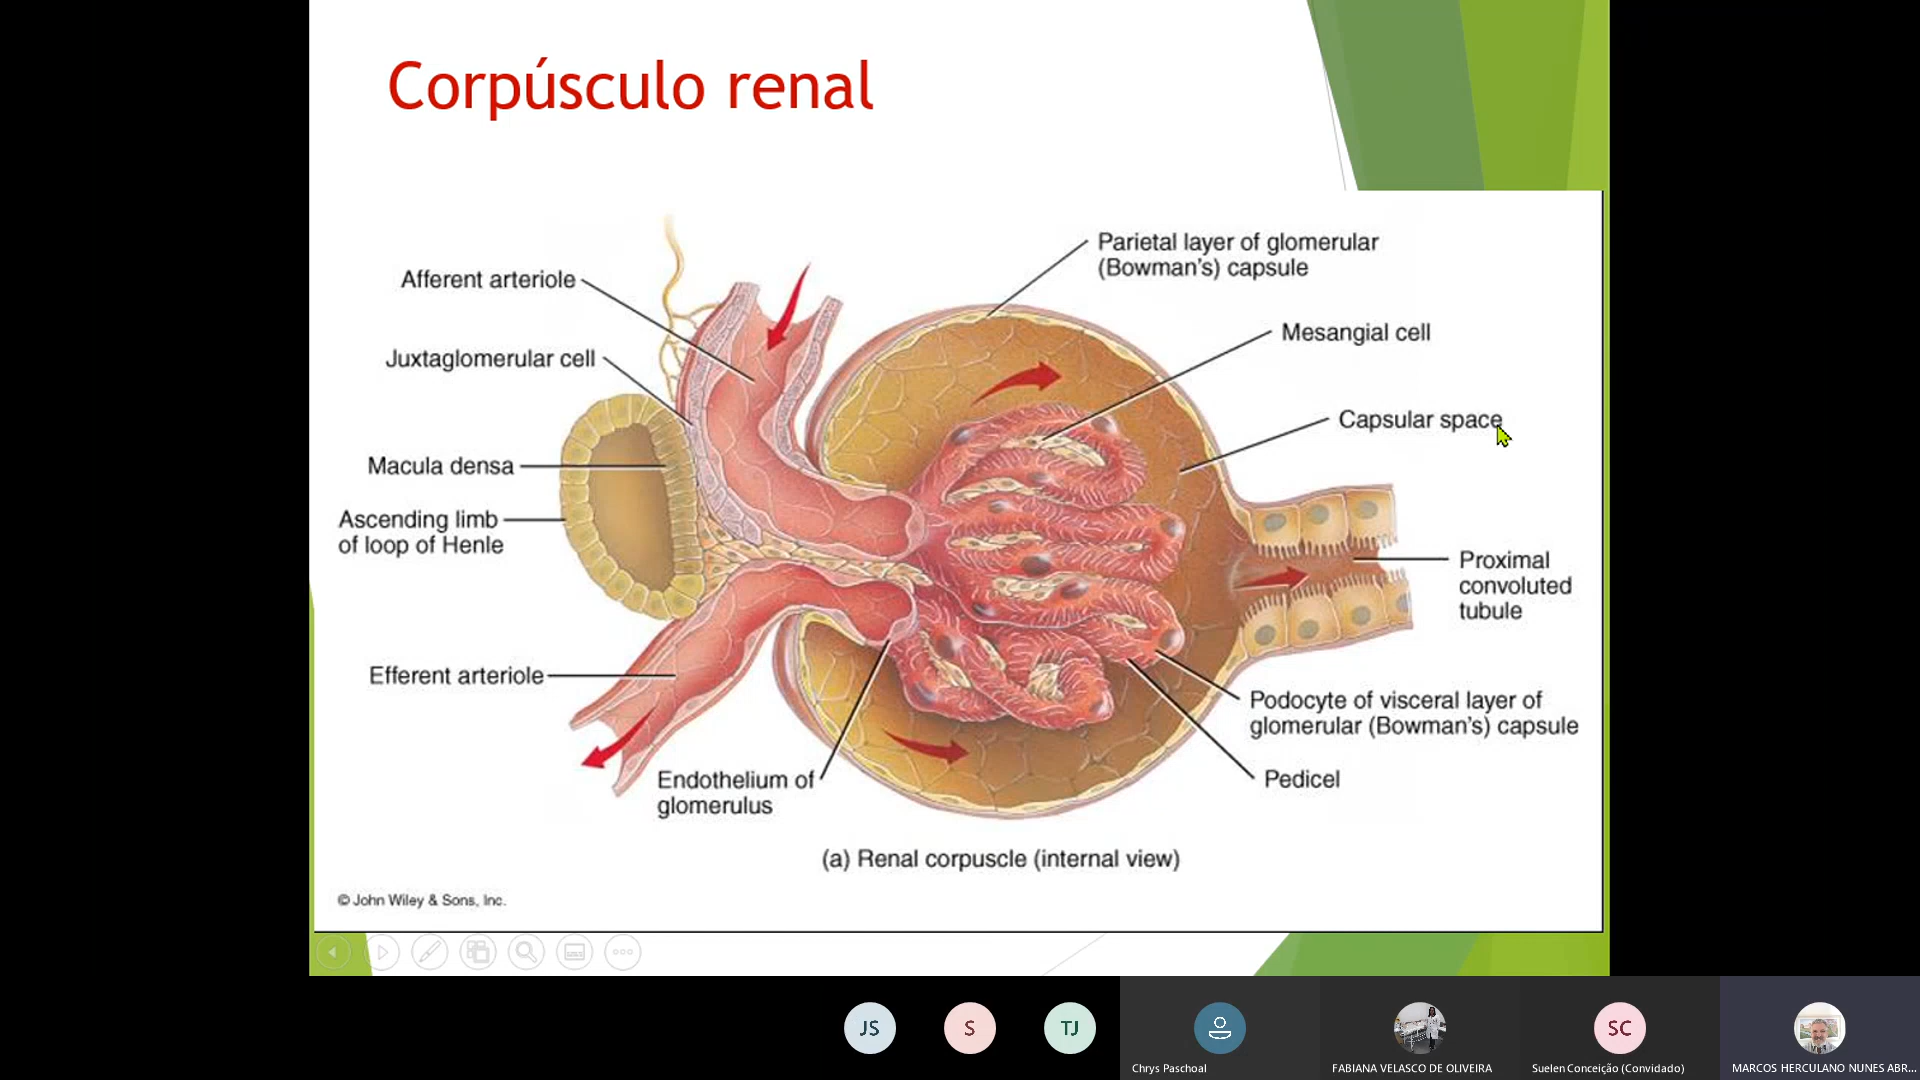 Corpúsculo renal
Parietal layer of glomerular
(Bowman's) capsule
Afferent arteriole
Mesangial cell
Juxtaglomerular cell
Capsular space
Macula densa
Ascending limb
of loop of Henle
Proximal
convoluted
tubule
Efferent arteriole
Podocyte of visceral layer of
glomerular (Bowman's) capsule
Endothelium of
glomerulus
Pedicel
(a) Renal corpuscle (internal view)
© John Wiley & Sons, Inc.
JS
S
TJ
SC
Chrys Paschoal
FABIANA VELASCO DE OLIVEIRA
Suelen Conceição (Convidado)
MARCOS HERCULANO NUNES ABR...